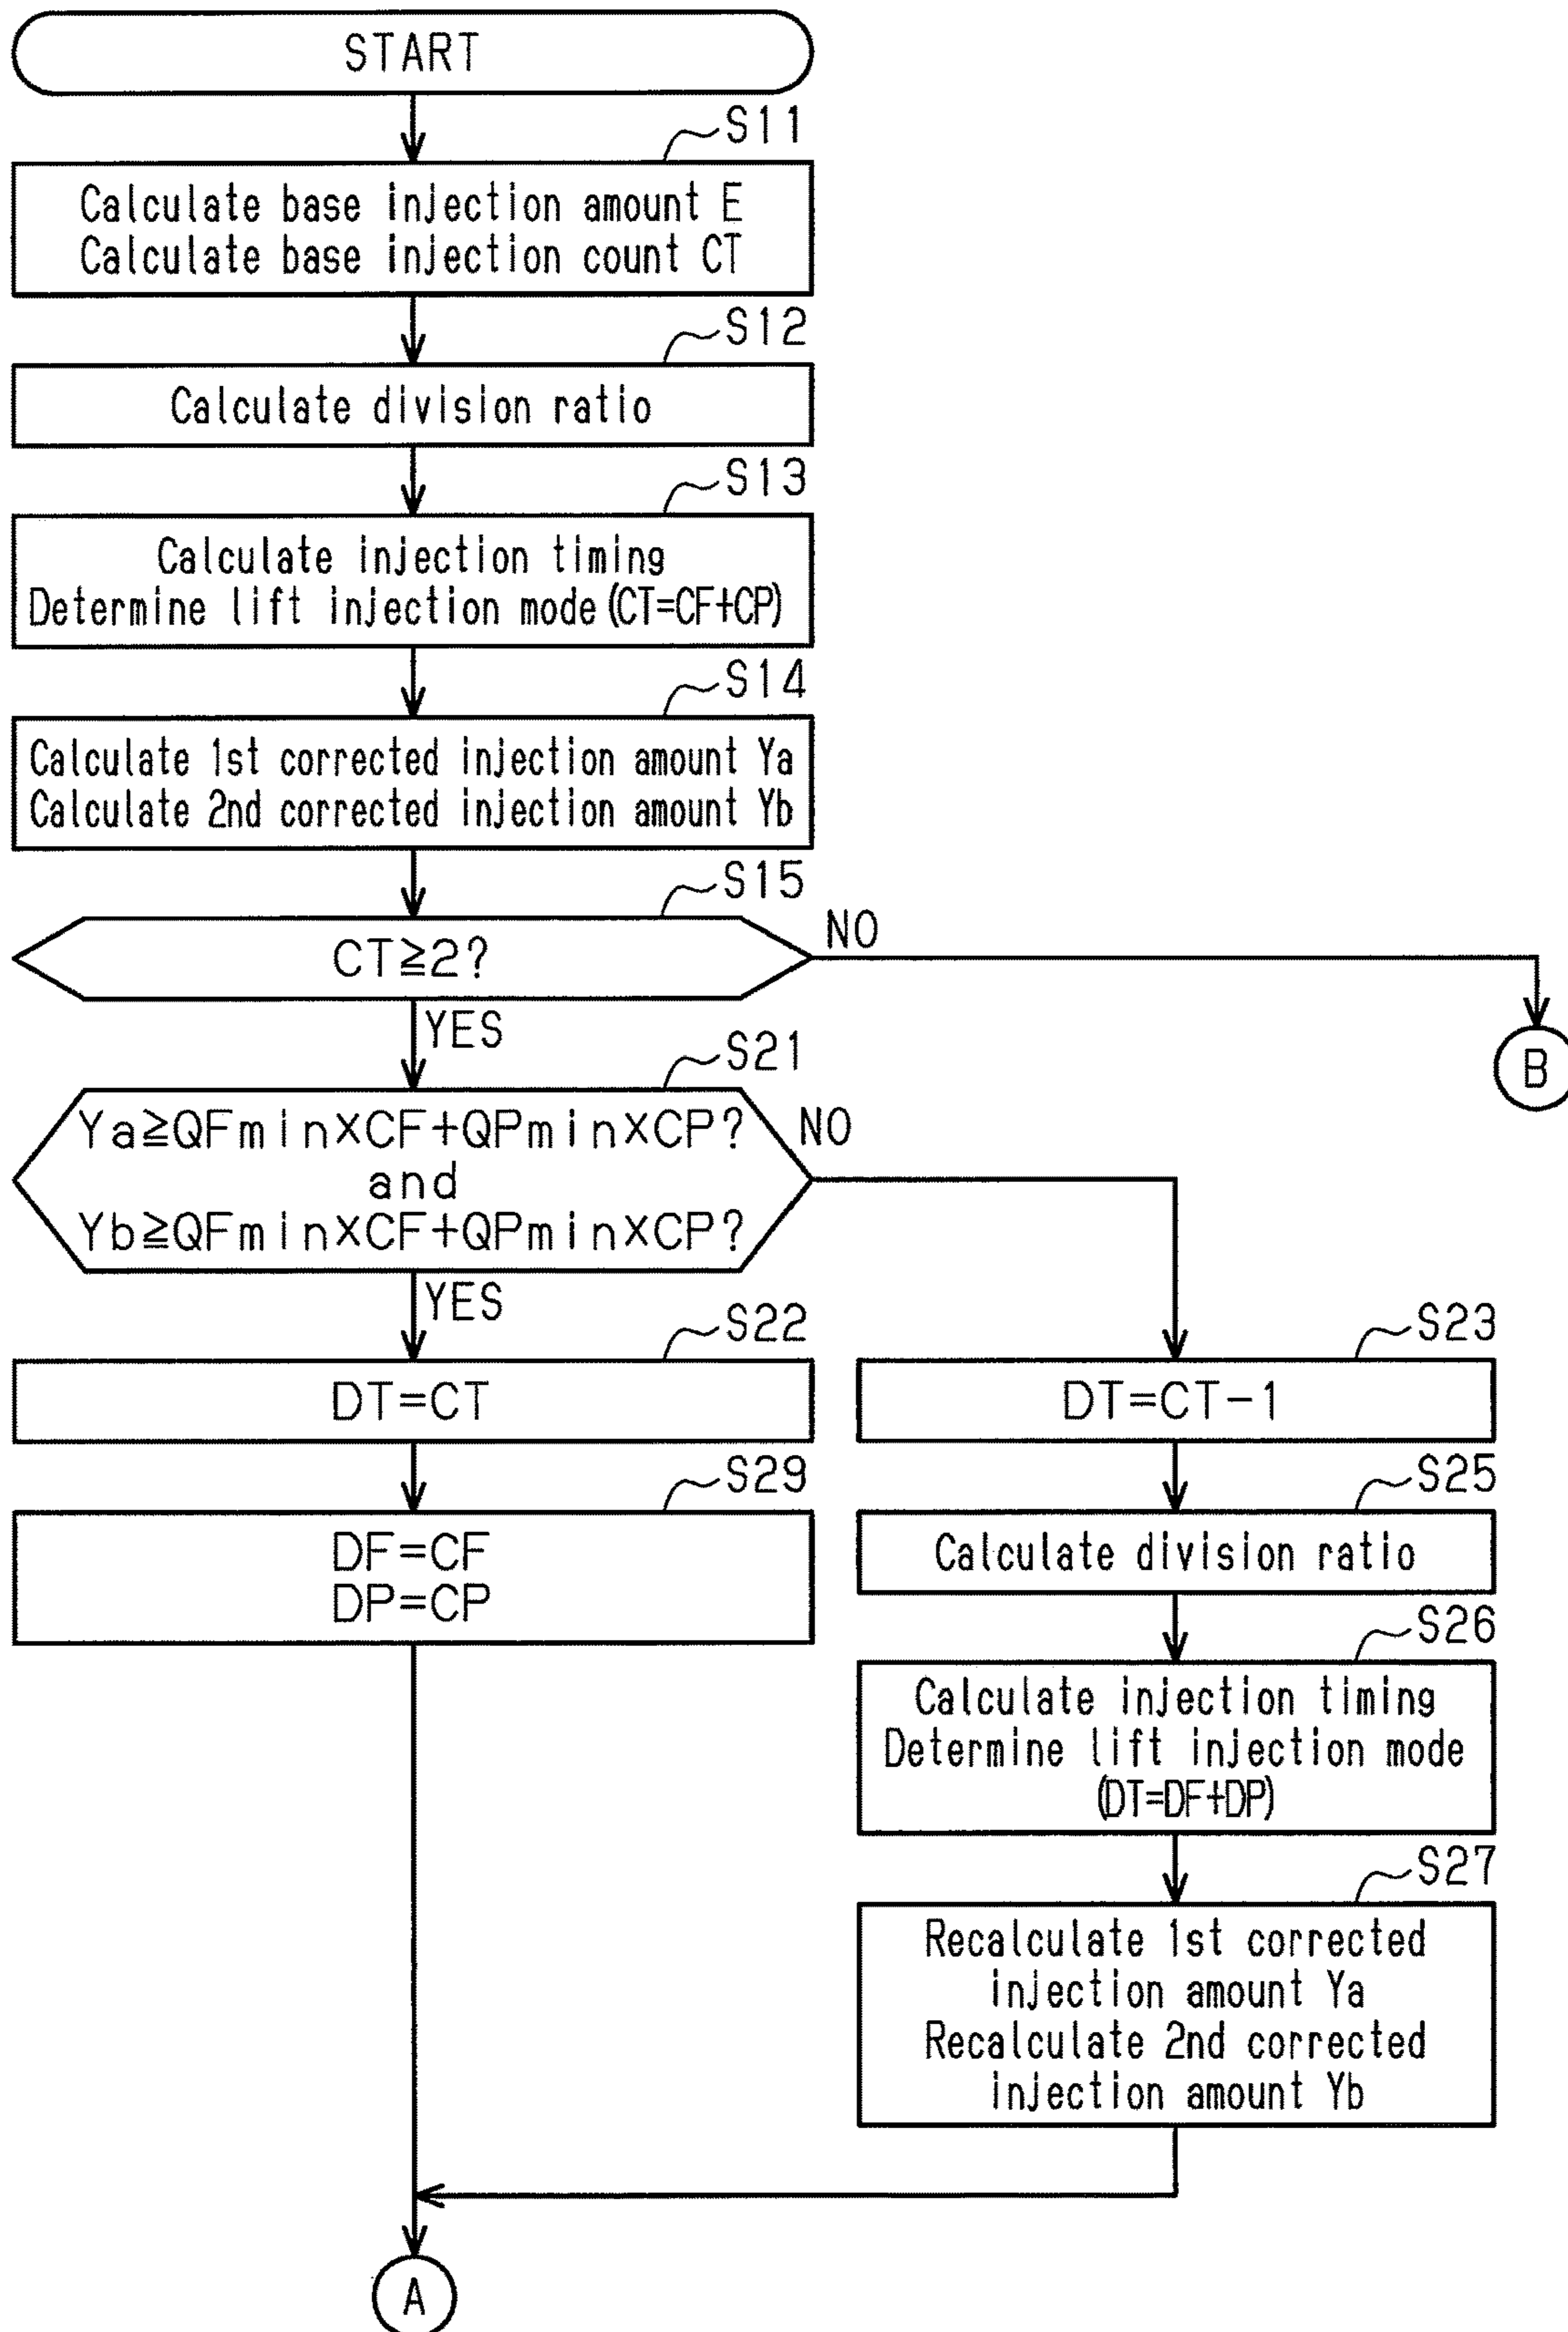 START
S11
Calculate base injection amount E
Calculate base injection count CT
S12
Calculate division ratio
S13
Calculate injection timing
Determine lift injection mode (CT=CF+CP)
S14
Calculate 1st corrected injection amount Ya
Calculate 2nd corrected injection amount Yb
S15
CT≧2?
NO
B
YES
S21
Ya≧QFmin×CF+QPmin×CP?
and
Yb≧QFmin×CF+QPmin×CP?
NO
YES
S22
DT=CT
S29
DF=CF
DP=CP
S23
DT=CT-1
S25
Calculate division ratio
S26
Calculate injection timing
Determine lift injection mode
(DT=DF+DP)
S27
Recalculate 1st corrected
injection amount Ya
Recalculate 2nd corrected
injection amount Yb
A